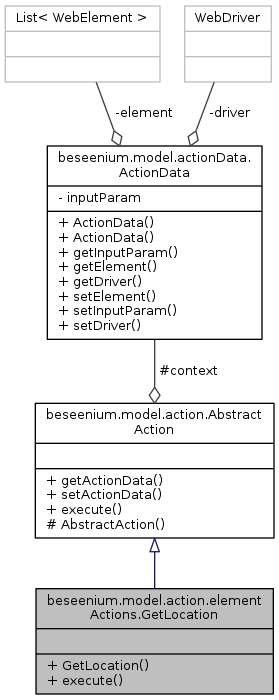 List< WebElement >
WebDriver
-element
-driver
beseenium.model.actionData.
ActionData
- inputParam
+ ActionData()
+ ActionData()
+ getInputParam()
+ getElement()
+ getDriver()
+ setElement()
+ setInputParam()
+ setDriver()
#context
beseenium.model.action.Abstract
Action
+ getActionData()
+ setActionData()
+ execute()
# AbstractAction()
beseenium.model.action.element
Actions.GetLocation
+ GetLocation()
+ execute()